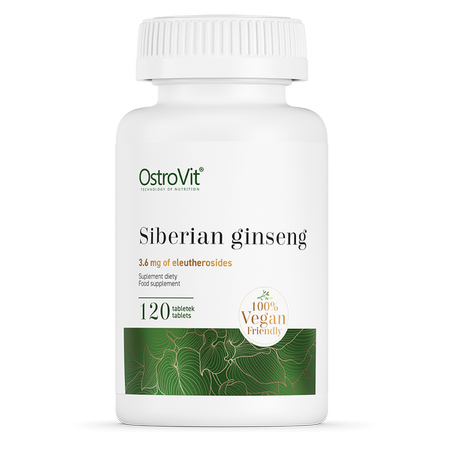 OstroVit®
TECHNOLOGY OF NUTRITION
Siberian ginseng
3.6 mg of eleutherosides
Suplement diety
Food supplement
120 tabletek
tablets
100%
Vegan
Friendly